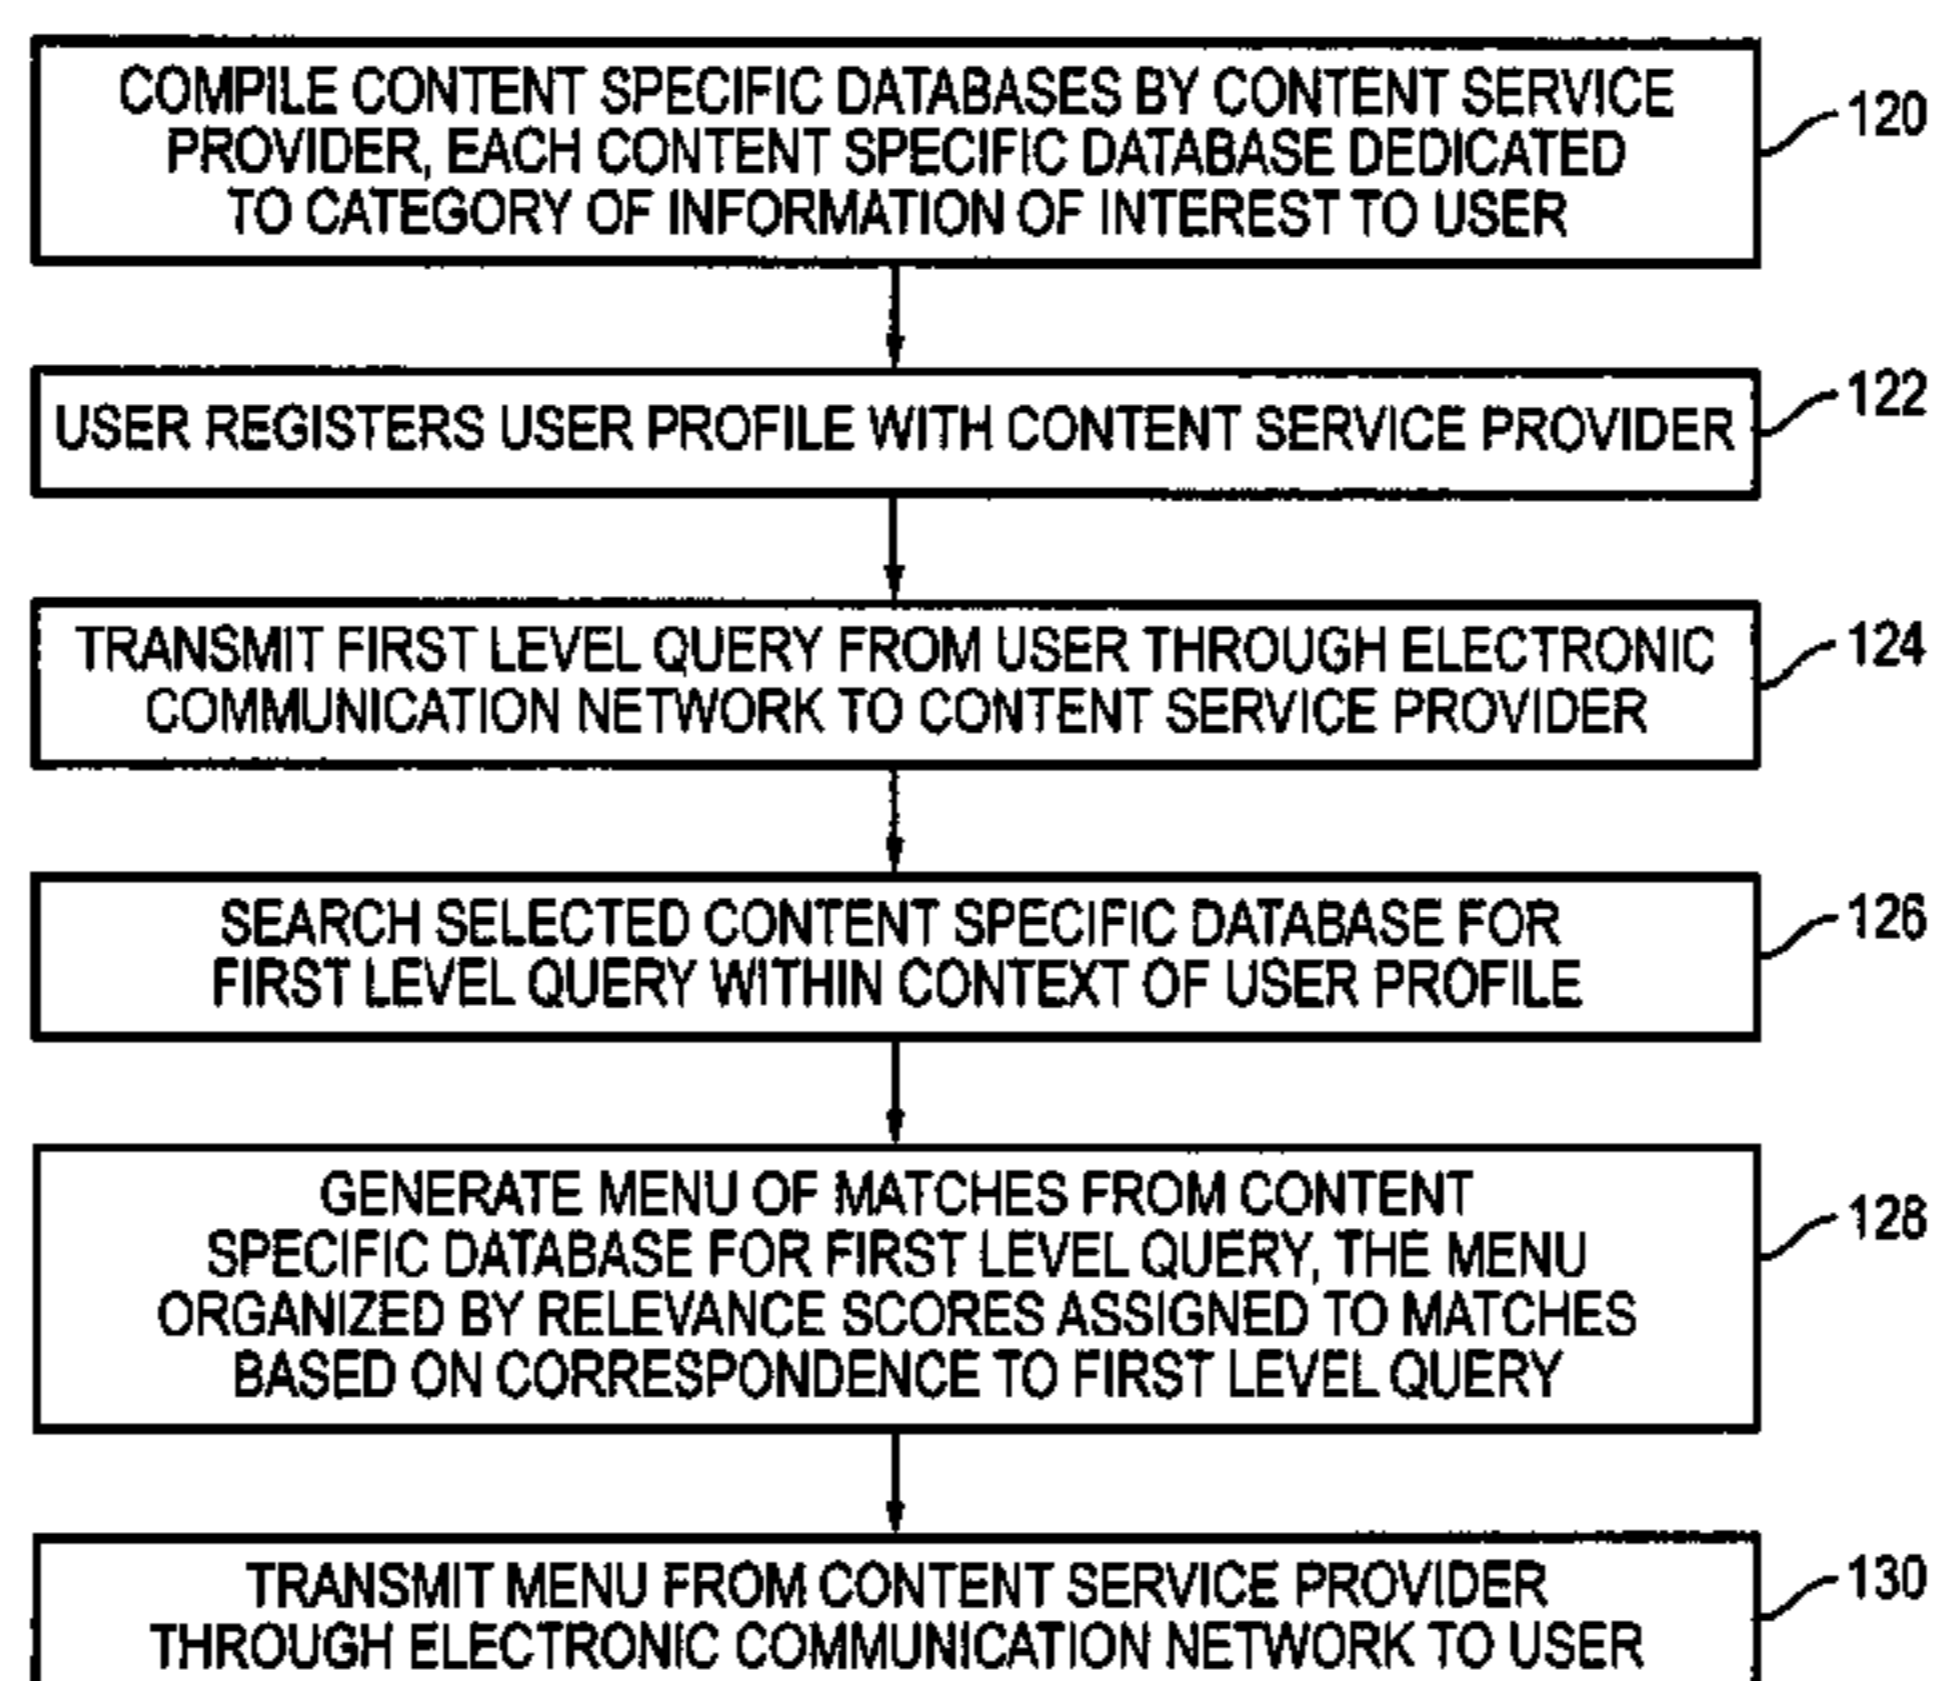 COMPILE CONTENT SPECIFIC DATABASES BY CONTENT SERVICE
PROVIDER, EACH CONTENT SPECIFIC DATABASE DEDICATED
TO CATEGORY OF INFORMATION OF INTEREST TO USER
120
USER REGISTERS USER PROFILE WITH CONTENT SERVICE PROVIDER
122
TRANSMIT FIRST LEVEL QUERY FROM USER THROUGH ELECTRONIC
COMMUNICATION NETWORK TO CONTENT SERVICE PROVIDER
124
SEARCH SELECTED CONTENT SPECIFIC DATABASE FOR
FIRST LEVEL QUERY WITHIN CONTEXT OF USER PROFILE
126
GENERATE MENU OF MATCHES FROM CONTENT
SPECIFIC DATABASE FOR FIRST LEVEL QUERY, THE MENU
ORGANIZED BY RELEVANCE SCORES ASSIGNED TO MATCHES
BASED ON CORRESPONDENCE TO FIRST LEVEL QUERY
128
TRANSMIT MENU FROM CONTENT SERVICE PROVIDER
THROUGH ELECTRONIC COMMUNICATION NETWORK TO USER
130